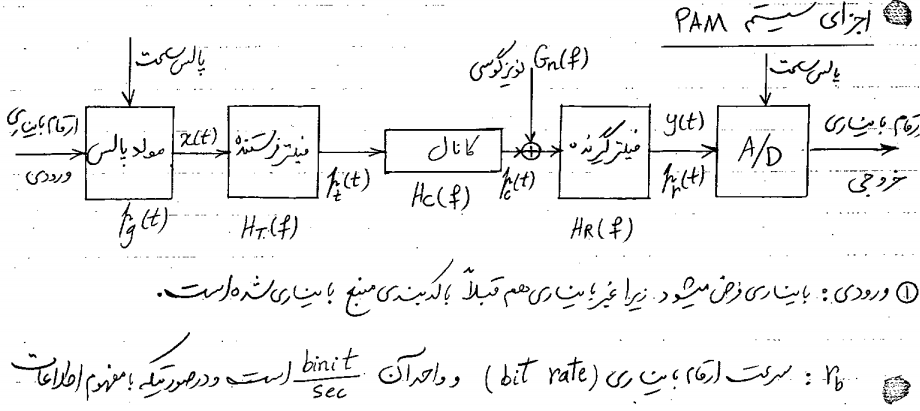 اجزای سیستم PAM
پالس ساعت
نویز گوسی Gn(f)
پالس ساعت
ارقام باینری ورودی
مولد پالس
x(t)
فیلتر فرستنده
کانال
فیلتر گیرنده
y(t)
A/D
ارقام باینری خروجی
pg(t)
HT(f)
pt(t)
Hc(f)
pc(t)
HR(f)
pr(t)
① ورودی : باینری فرض میشود زیرا غیر باینری هم قبلاً با کدبندی منبع باینری شده است.
rb : سرعت ارقام باینری (bit rate) و واحد آن binit/sec است و در صورتیکه با مفهوم اطلاعات